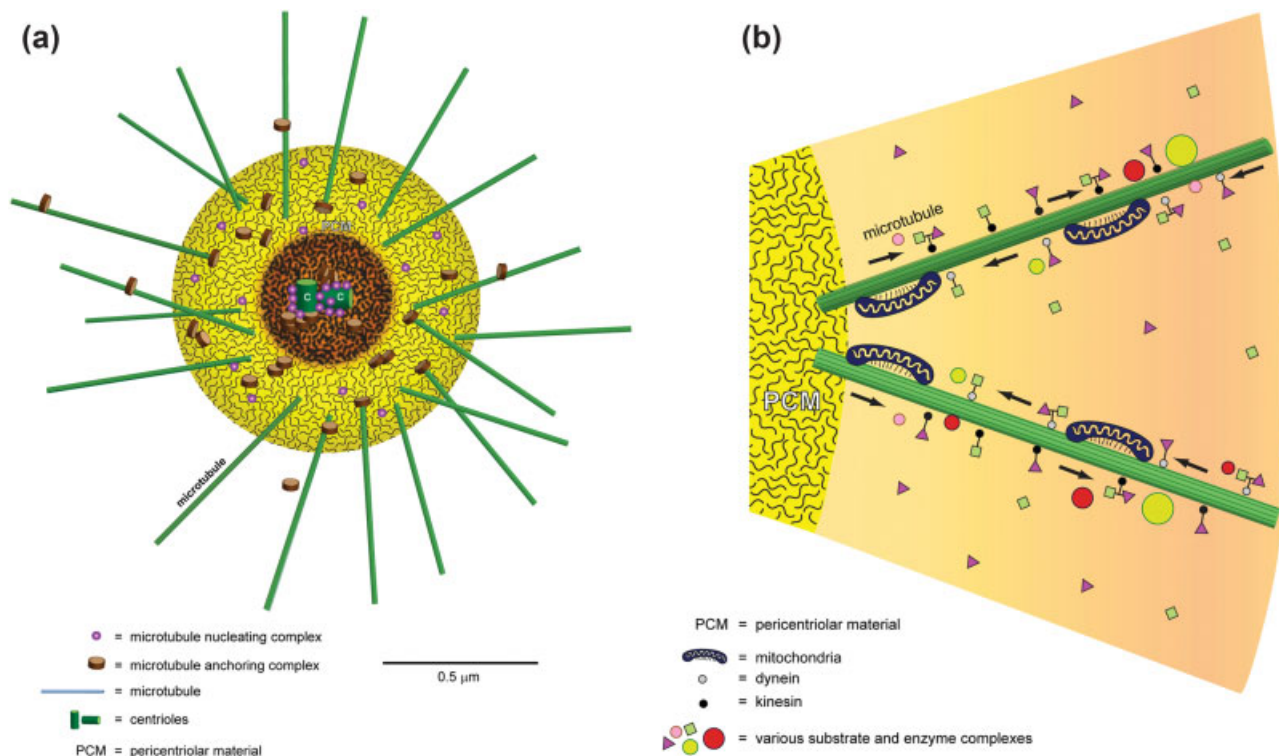 (a)
PCM
C C
microtubule
= microtubule nucleating complex
= microtubule anchoring complex
= microtubule
= centrioles
PCM = pericentriolar material
0.5 μm
(b)
microtubule
PCM
PCM = pericentriolar material
= mitochondria
= dynein
= kinesin
= various substrate and enzyme complexes